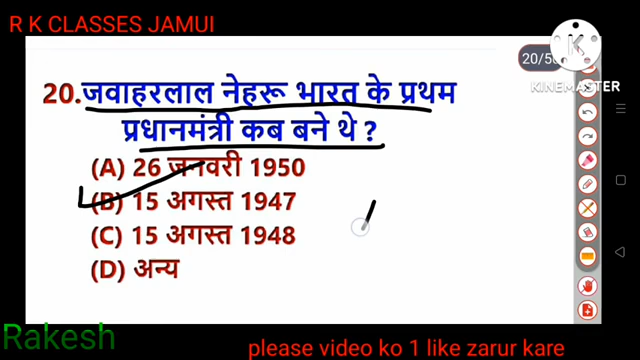 R K CLASSES JAMUI
20/50
KINEMASTER
20.जवाहरलाल नेहरू भारत के प्रथम
प्रधानमंत्री कब बने थे ?
(A) 26 जनवरी 1950
(B) 15 अगस्त 1947
(C) 15 अगस्त 1948
(D) अन्य
Rakesh
please video ko 1 like zarur kare